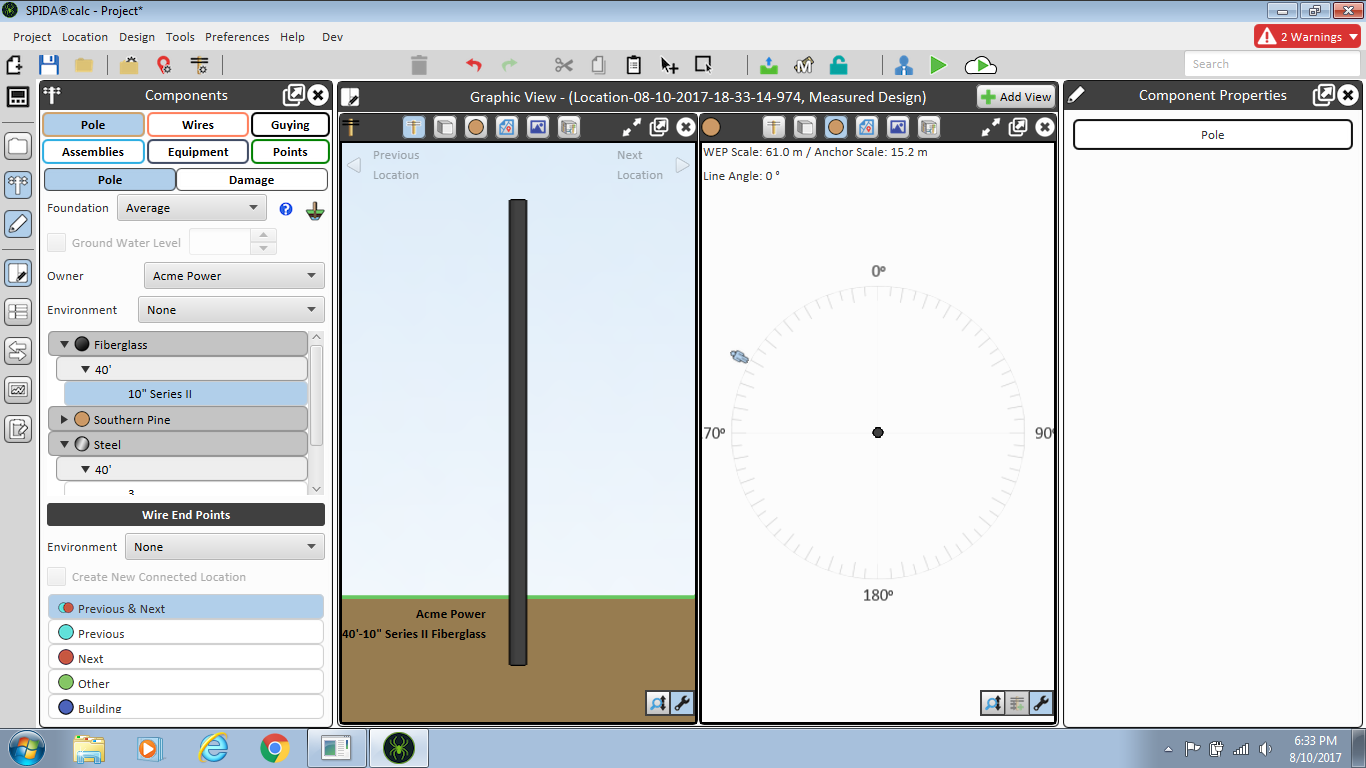 SPIDA®calc - Project*
Project Location Design Tools Preferences Help Dev
2 Warnings
Search
Components
Pole Wires Guying
Assemblies Equipment Points
Pole Damage
Foundation Average
Ground Water Level
Owner Acme Power
Environment None
Fiberglass
40'
10" Series II
Southern Pine
Steel
40'
3
Wire End Points
Environment None
Create New Connected Location
Previous & Next
Previous
Next
Other
Building
Graphic View - (Location-08-10-2017-18-33-14-974, Measured Design)
Add View
Previous
Location
Next
Location
Acme Power
40'-10" Series II Fiberglass
WEP Scale: 61.0 m / Anchor Scale: 15.2 m
Line Angle: 0 °
0°
70°
90°
180°
Component Properties
Pole
6:33 PM
8/10/2017